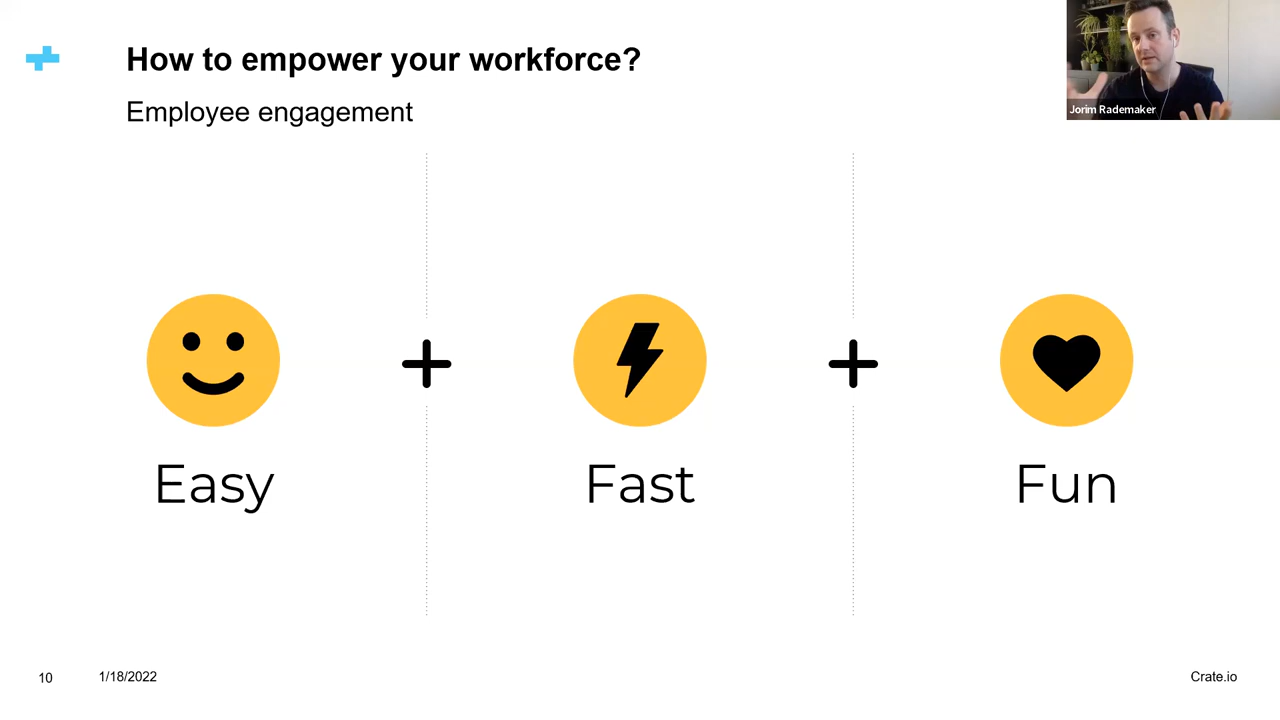 How to empower your workforce?
Employee engagement
Jorim Rademaker
Easy
Fast
Fun
10
1/18/2022
Crate.io